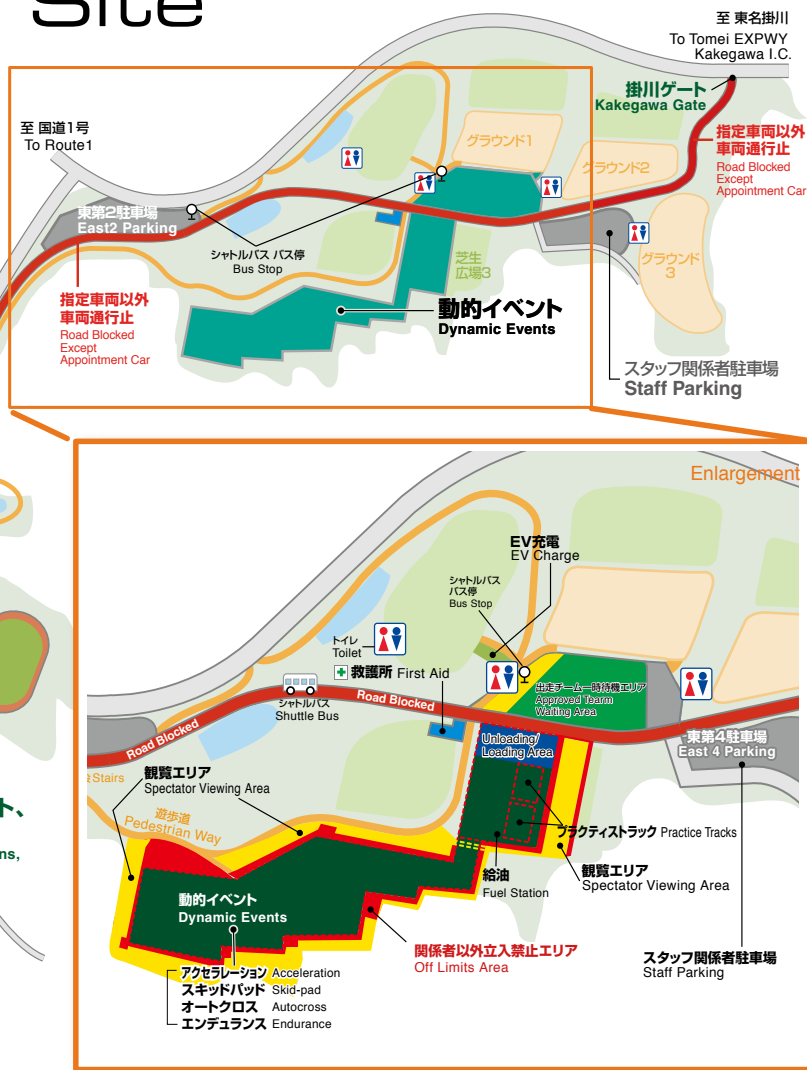 Site
至 東名掛川
To Tomei EXPWY
Kakegawa I.C.
掛川ゲート
Kakegawa Gate
至 国道1号
To Route1
指定車両以外
車両通行止
Road Blocked
Except
Appointment Car
グラウンド1
グラウンド2
東第2駐車場
East2 Parking
シャトルバス バス停
Bus Stop
芝生
広場3
グラウンド
3
指定車両以外
車両通行止
Road Blocked
Except
Appointment Car
動的イベント
Dynamic Events
スタッフ関係者駐車場
Staff Parking
Enlargement
EV充電
EV Charge
シャトルバス
バス停
Bus Stop
トイレ
Toilet
救護所 First Aid
出走チーム一時待機エリア
Approved Tearm
Waiting Area
シャトルバス
Shuttle Bus
Road Blocked
Road Blocked
Unloading/
Loading Area
東第4駐車場
East 4 Parking
Stairs
観覧エリア
Spectator Viewing Area
遊歩道
Pedestrian Way
プラクティストラック Practice Tracks
ト、
ns,
給油
Fuel Station
観覧エリア
Spectator Viewing Area
動的イベント
Dynamic Events
関係者以外立入禁止エリア
Off Limits Area
スタッフ関係者駐車場
Staff Parking
アクセラレーション Acceleration
スキッドパッド Skid-pad
オートクロス Autocross
エンデュランス Endurance